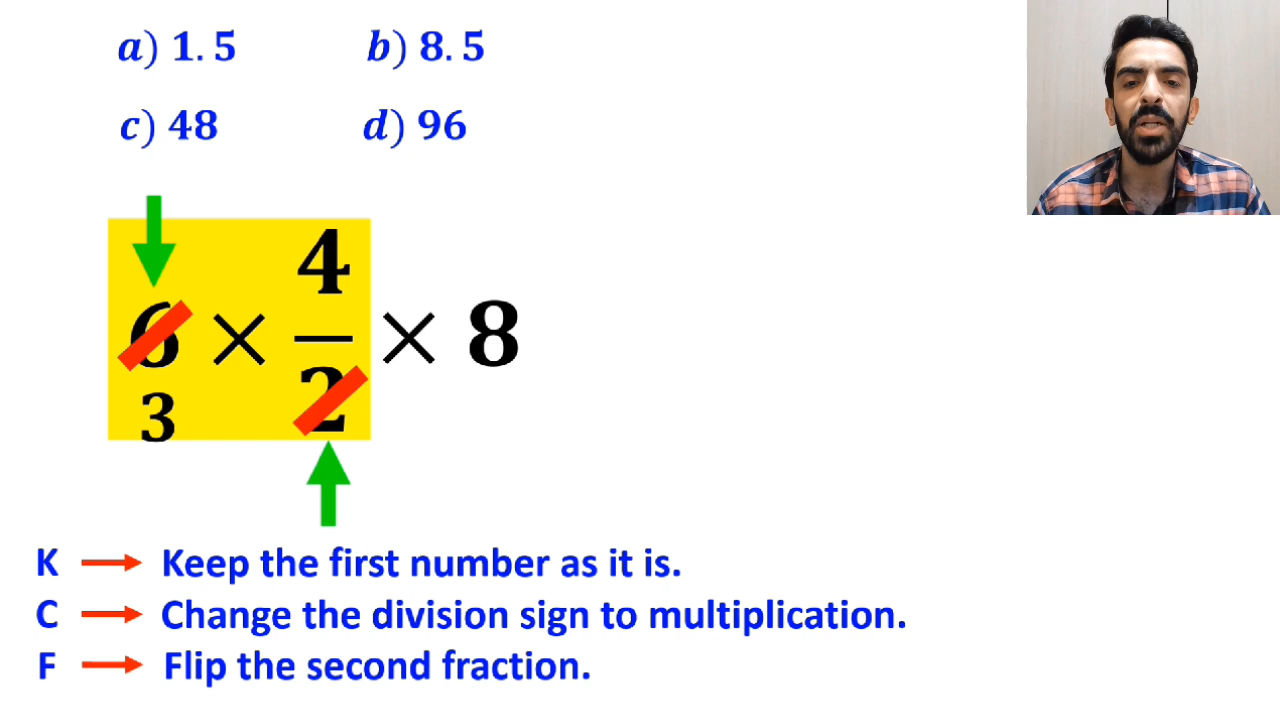 a) 1.5 b) 8.5
c) 48 d) 96
6 × 4/2 × 8
3
K → Keep the first number as it is.
C → Change the division sign to multiplication.
F → Flip the second fraction.